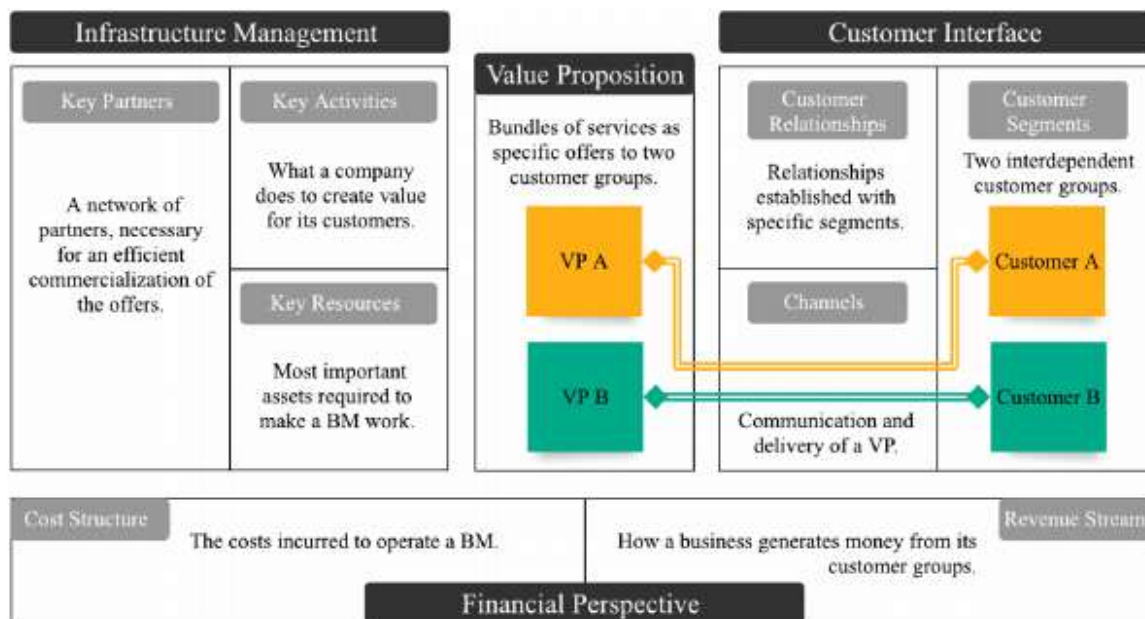 Infrastructure Management
Key Partners
A network of
partners, necessary
for an efficient
commercialization of
the offers.
Key Activities
What a company
does to create value
for its customers.
Key Resources
Most important
assets required to
make a BM work.
Value Proposition
Bundles of services as
specific offers to two
customer groups.
VP A
VP B
Customer Interface
Customer
Relationships
Relationships
established with
specific segments.
Channels
Communication and
delivery of a VP.
Customer
Segments
Two interdependent
customer groups.
Customer A
Customer B
Cost Structure
The costs incurred to operate a BM.
Revenue Stream
How a business generates money from its
customer groups.
Financial Perspective